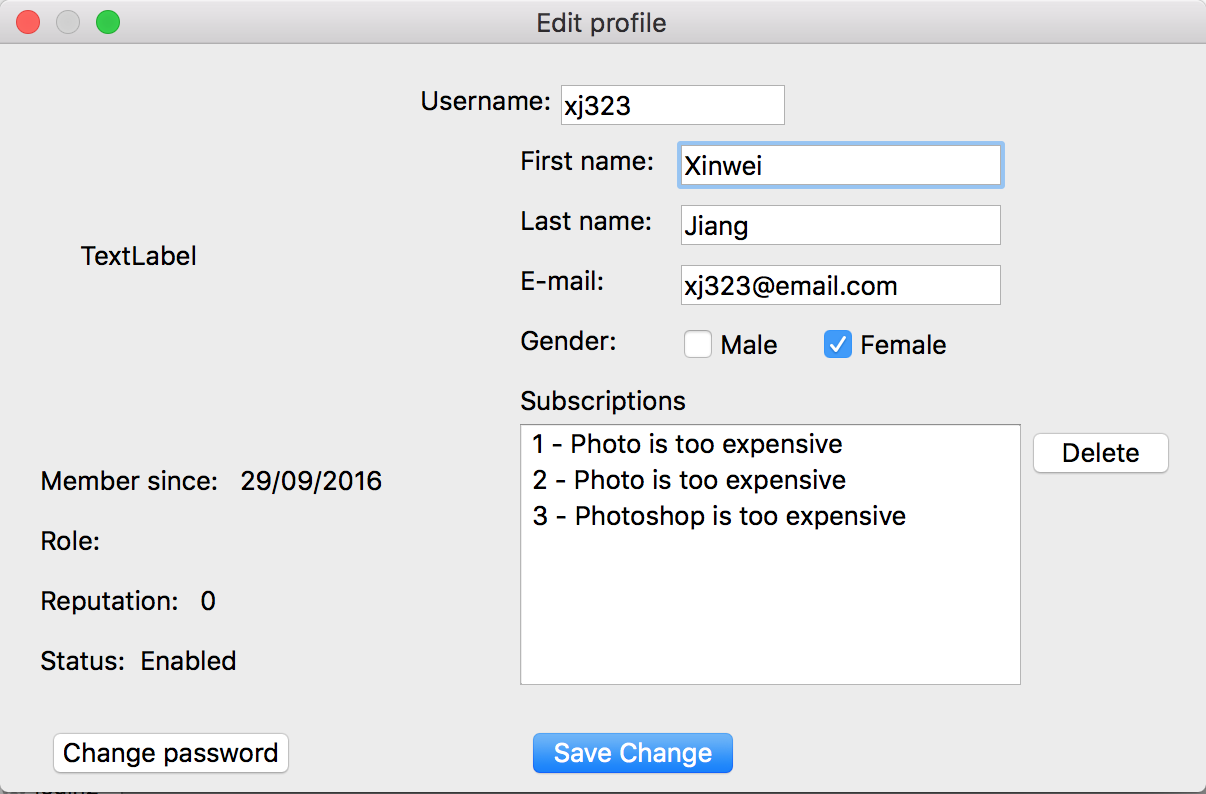 Edit profile
Username: xj323
First name: Xinwei
Last name: Jiang
TextLabel
E-mail: xj323@email.com
Gender: Male Female
Subscriptions
1 - Photo is too expensive
2 - Photo is too expensive
3 - Photoshop is too expensive
Delete
Member since: 29/09/2016
Role:
Reputation: 0
Status: Enabled
Change password
Save Change